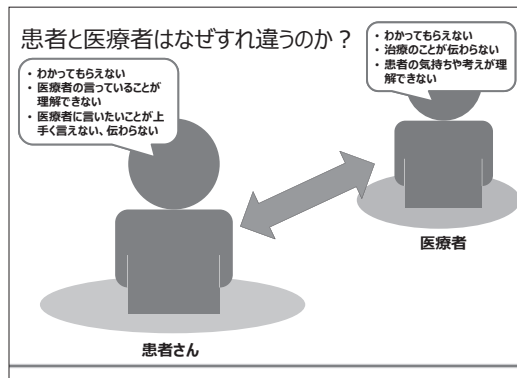 患者と医療者はなぜすれ違うのか？
・ わかってもらえない
・ 医療者の言っていることが
理解できない
・ 医療者に言いたいことが上
手く言えない、伝わらない
・ わかってもらえない
・ 治療のことが伝わらない
・ 患者の気持ちや考えが理
解できない
医療者
患者さん